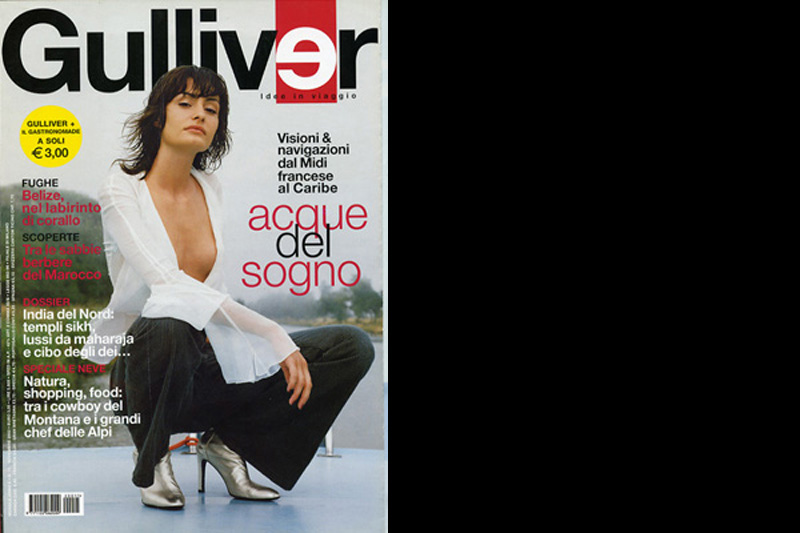 Gulliver
Idee in viaggio
GULLIVER +
IL GASTRONOMADE
A SOLI
€ 3,00
Visioni &
navigazioni
dal Midi
francese
al Caribe
acque
del
sogno
FUGHE
Belize,
nel labirinto
di corallo
SCOPERTE
Tra le sabbie
berbere
del Marocco
DOSSIER
India del Nord:
templi sikh,
lussi da maharaja
e cibo degli dei...
SPECIALE NEVE
Natura,
shopping, food:
tra i cowboy del
Montana e i grandi
chef delle Alpi